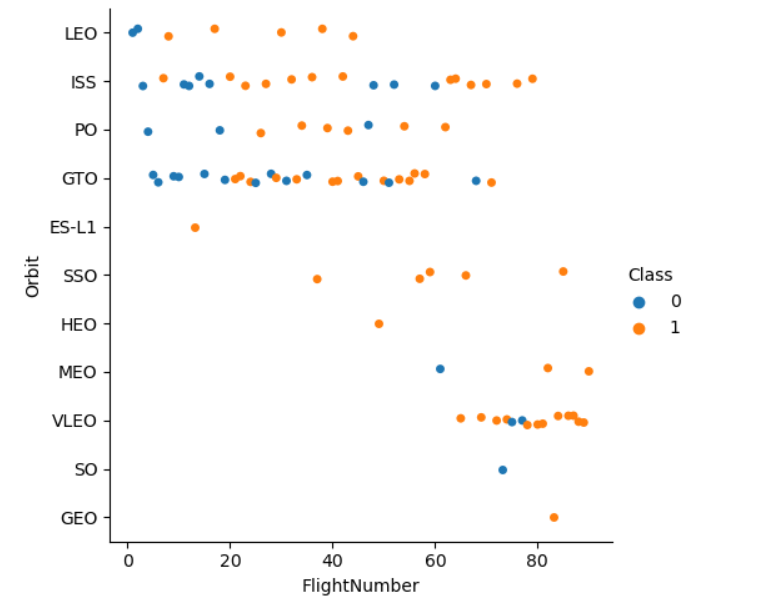 LEO
ISS
PO
GTO
ES-L1
SSO
HEO
MEO
VLEO
SO
GEO
Orbit
0 20 40 60 80
FlightNumber
Class
0
1